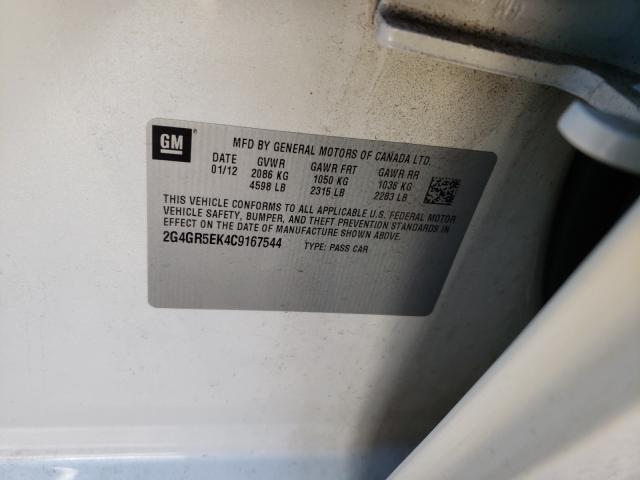 GM
MFD BY GENERAL MOTORS OF CANADA LTD.
DATE GVWR GAWR FRT GAWR RR
01/12 2086 KG 1050 KG 1036 KG
4598 LB 2315 LB 2283 LB
THIS VEHICLE CONFORMS TO ALL APPLICABLE U.S. FEDERAL MOTOR
VEHICLE SAFETY, BUMPER, AND THEFT PREVENTION STANDARDS IN
EFFECT ON THE DATE OF MANUFACTURE SHOWN ABOVE.
2G4GR5EK4C9167544 TYPE: PASS CAR